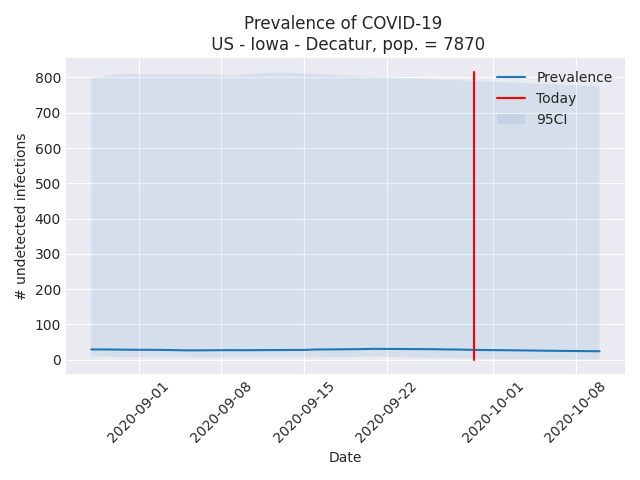 Prevalence of COVID-19
US - Iowa - Decatur, pop. = 7870
800
700
600
500
400
300
200
100
0
# undetected infections
Prevalence
Today
95CI
2020-09-01
2020-09-08
2020-09-15
2020-09-22
2020-10-01
2020-10-08
Date